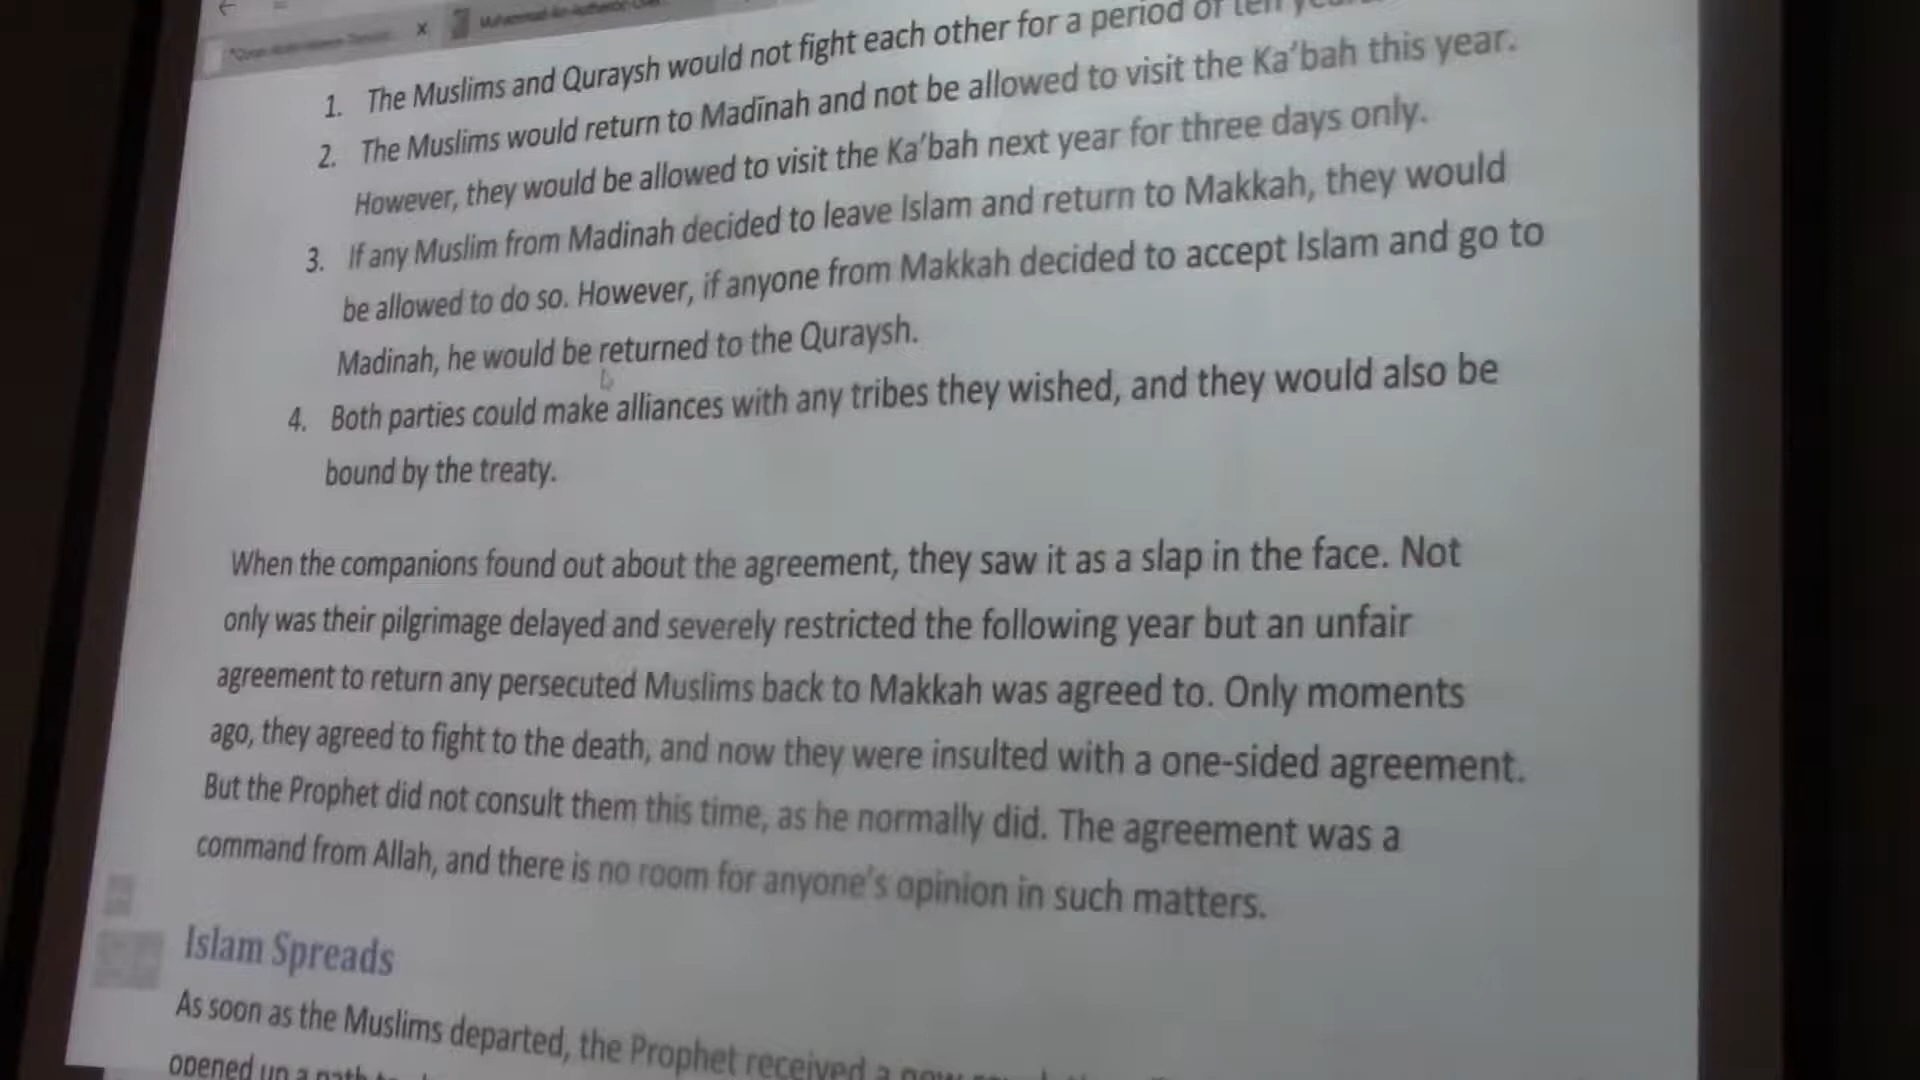 1. The Muslims and Quraysh would not fight each other for a period of ten
2. The Muslims would return to Madīnah and not be allowed to visit the Ka'bah this year.
However, they would be allowed to visit the Ka'bah next year for three days only.
3. If any Muslim from Madinah decided to leave Islam and return to Makkah, they would
be allowed to do so. However, if anyone from Makkah decided to accept Islam and go to
Madinah, he would be returned to the Quraysh.
4. Both parties could make alliances with any tribes they wished, and they would also be
bound by the treaty.
When the companions found out about the agreement, they saw it as a slap in the face. Not
only was their pilgrimage delayed and severely restricted the following year but an unfair
agreement to return any persecuted Muslims back to Makkah was agreed to. Only moments
ago, they agreed to fight to the death, and now they were insulted with a one-sided agreement.
But the Prophet did not consult them this time, as he normally did. The agreement was a
command from Allah, and there is no room for anyone's opinion in such matters.
Islam Spreads
As soon as the Muslims departed, the Prophet received a
opened up a path